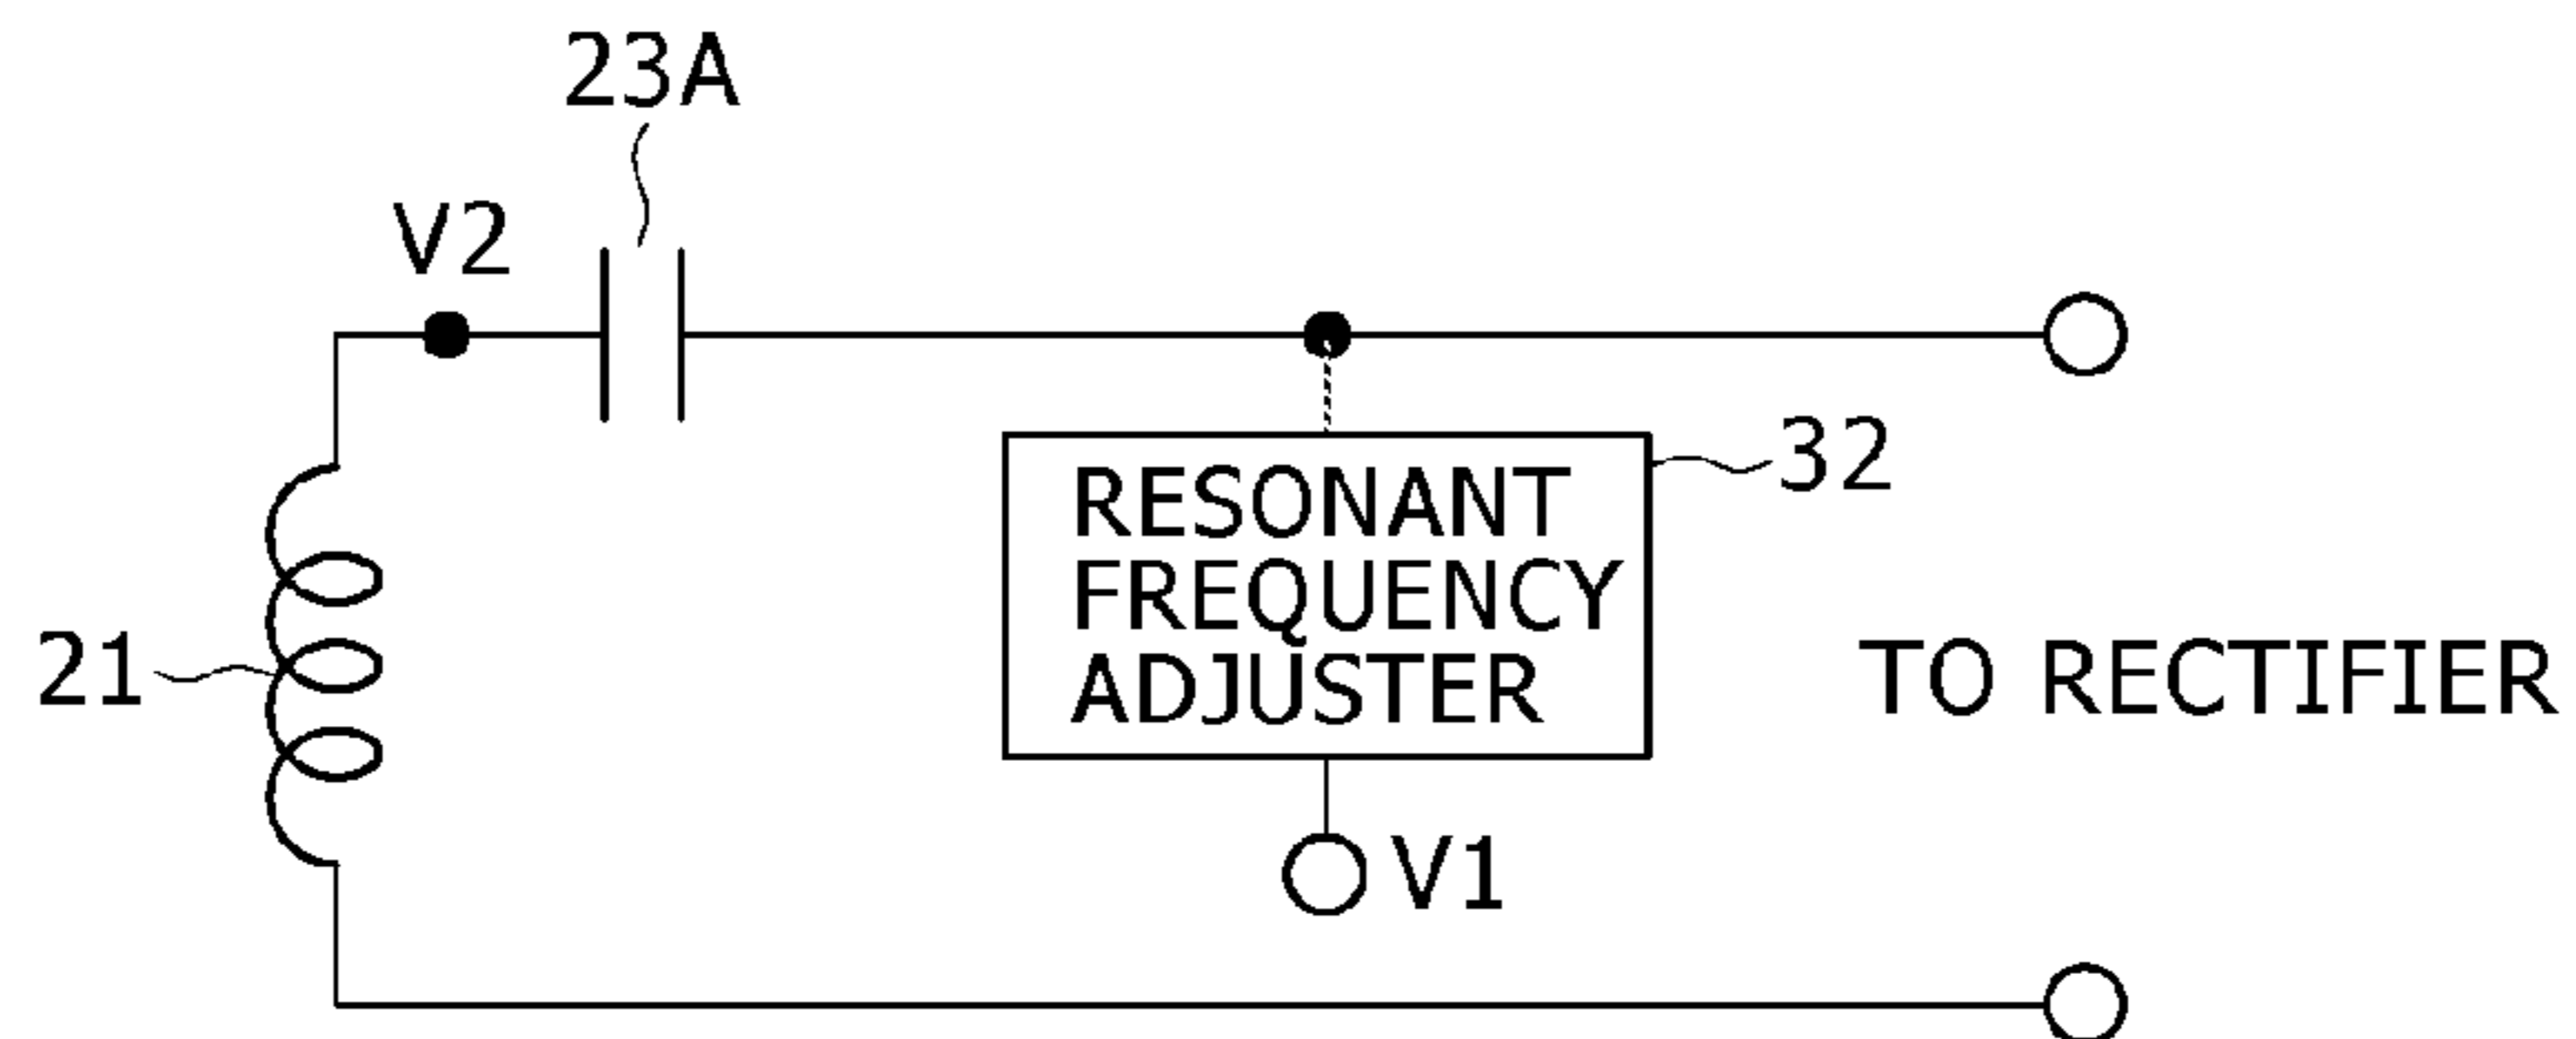 23A
V2
RESONANT
FREQUENCY
ADJUSTER
32
21
TO RECTIFIER
V1